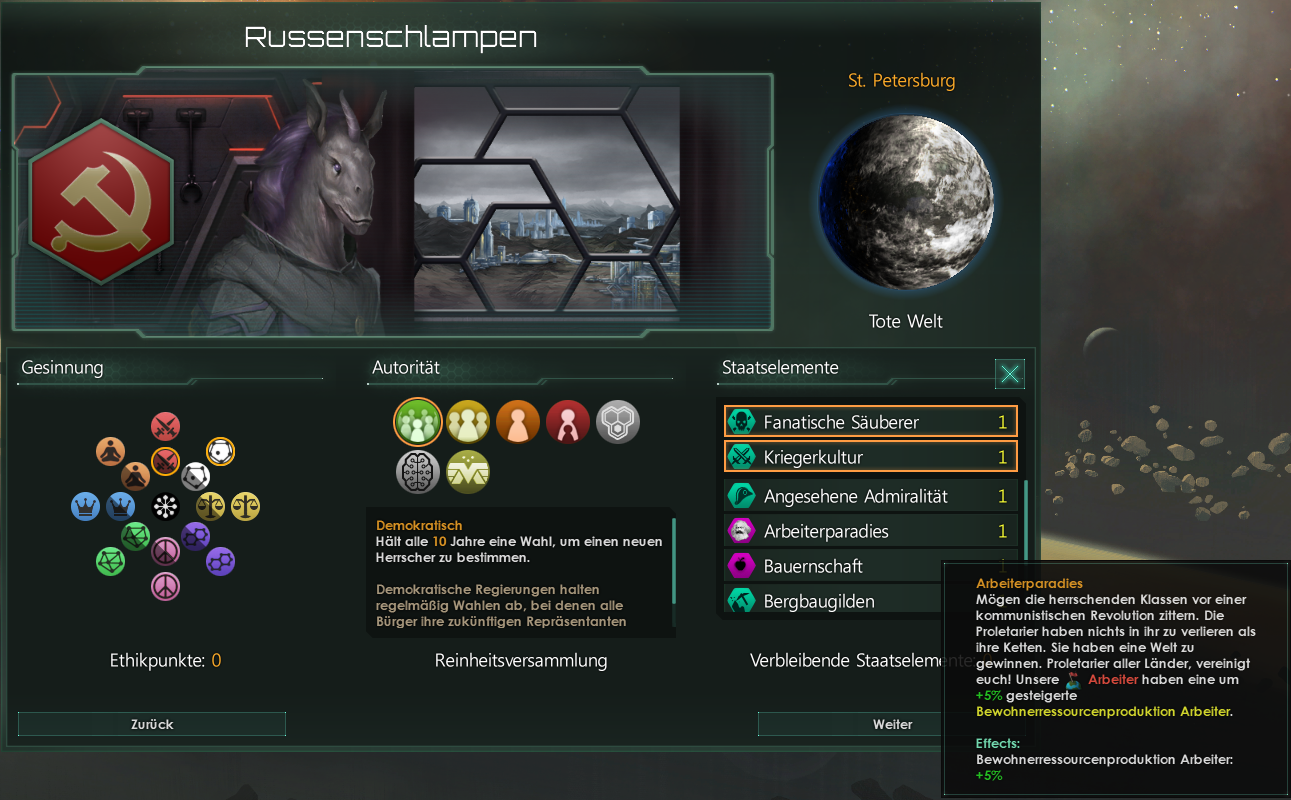 Russenschlampen
St. Petersburg
Tote Welt
Gesinnung
Autorität
Staatselemente
Demokratisch
Hält alle 10 Jahre eine Wahl, um einen neuen
Herrscher zu bestimmen.
Demokratische Regierungen halten
regelmäßig Wahlen ab, bei denen alle
Bürger ihre zukünftigen Repräsentanten
Fanatische Säuberer 1
Kriegerkultur 1
Angesehene Admiralität 1
Arbeiterparadies 1
Bauernschaft 1
Bergbaugilden
Ethikpunkte: 0
Reinheitsversammlung
Verbleibende Staatselemente:
Zurück
Weiter
Arbeiterparadies
Mögen die herrschenden Klassen vor einer
kommunistischen Revolution zittern. Die
Proletarier haben nichts in ihr zu verlieren als
ihre Ketten. Sie haben eine Welt zu
gewinnen. Proletarier aller Länder, vereinigt
euch! Unsere Arbeiter haben eine um
+5% gesteigerte
Bewohnerressourcenproduktion Arbeiter.
Effects:
Bewohnerressourcenproduktion Arbeiter:
+5%